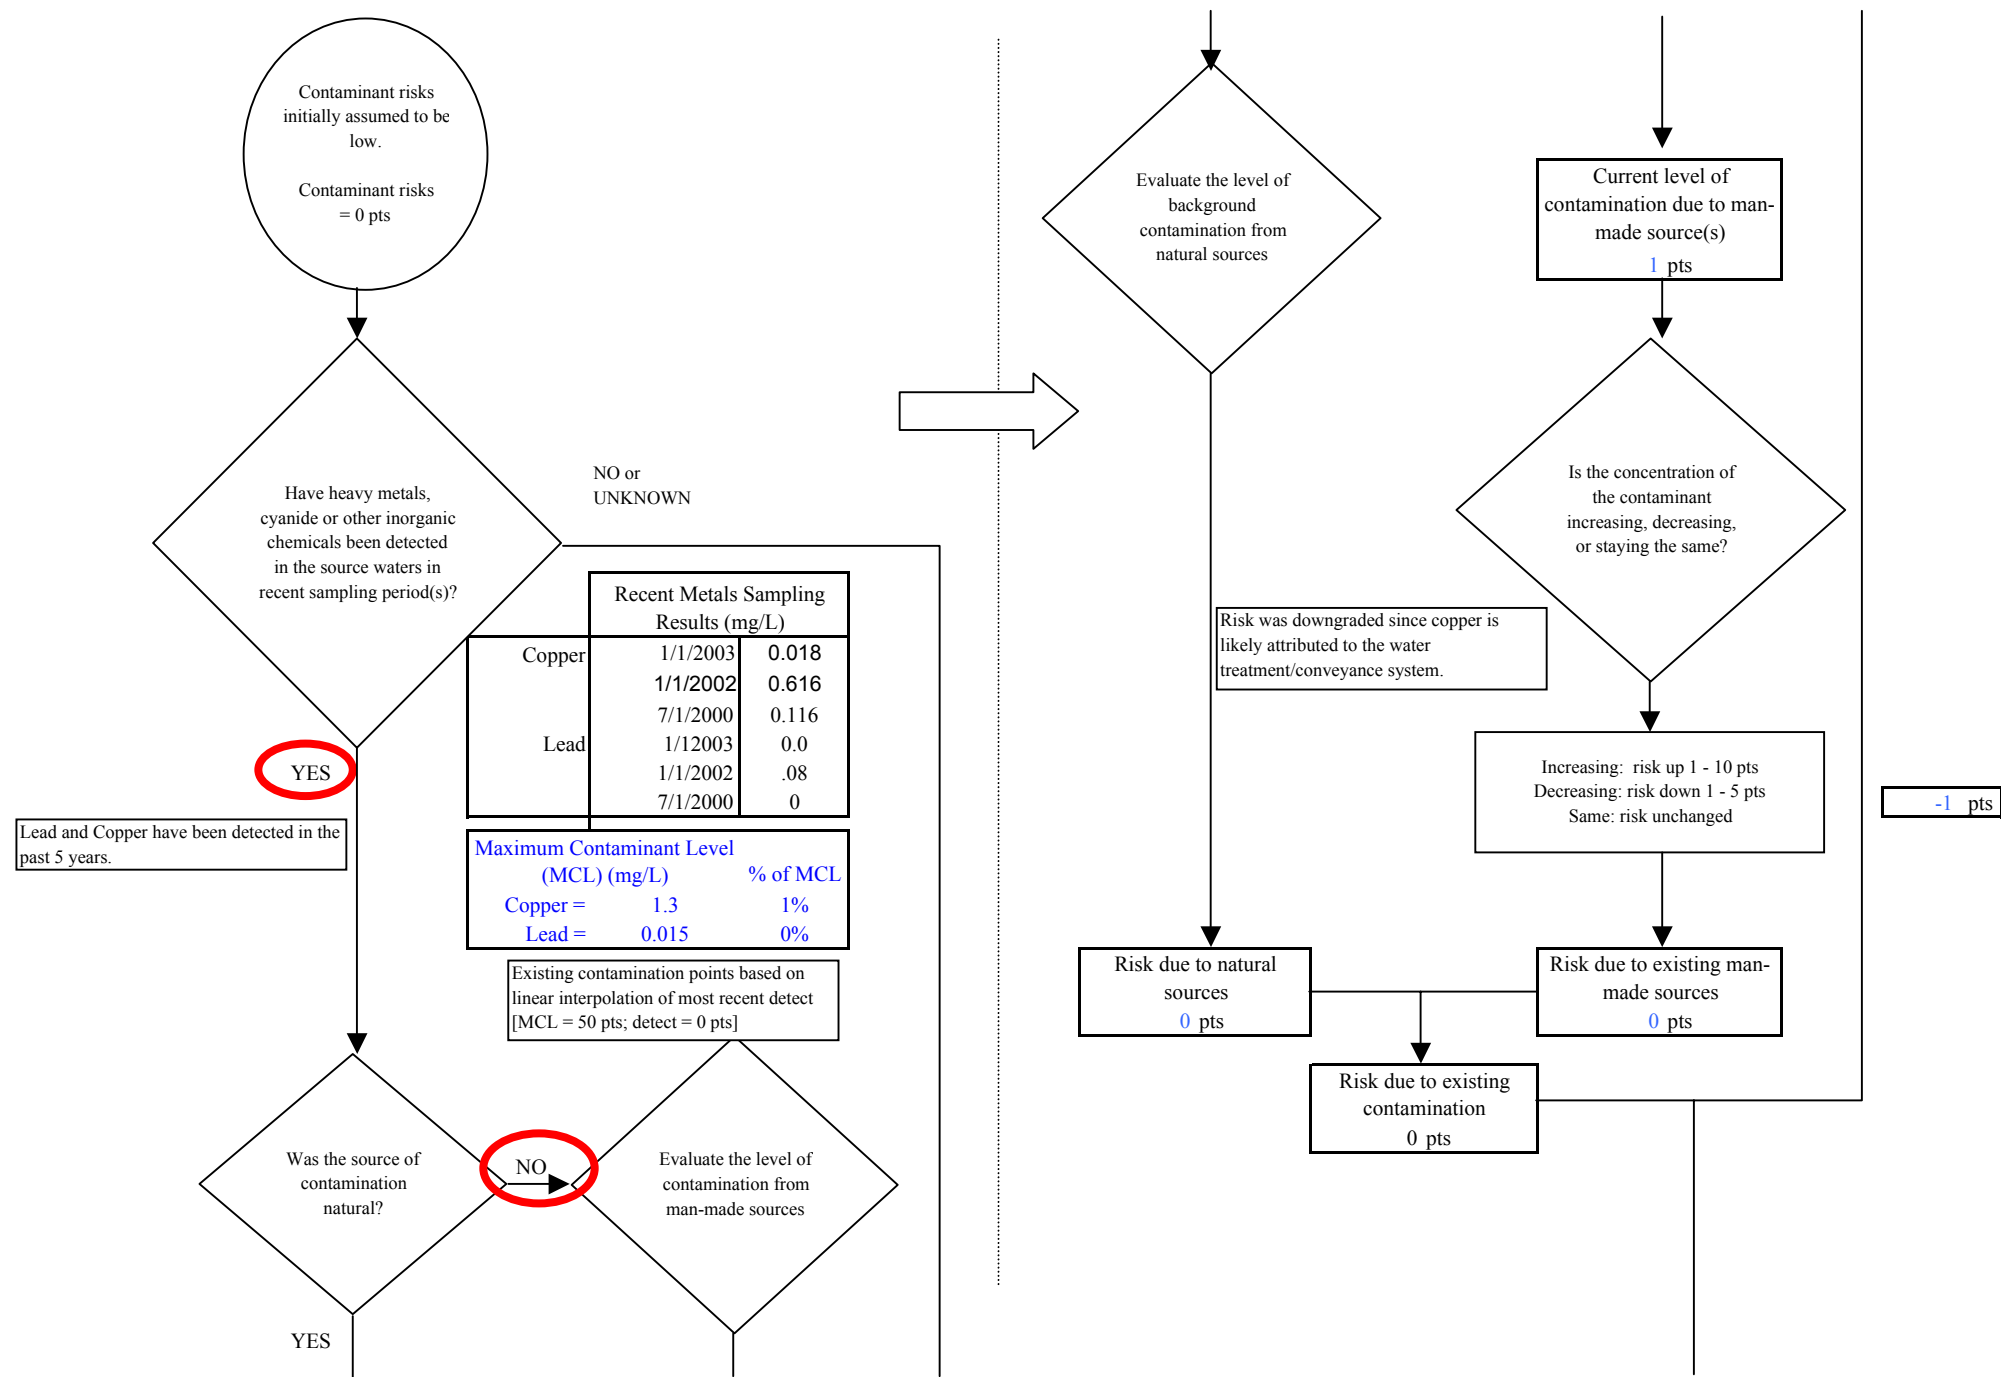 Contaminant risks
initially assumed to be
low.
Contaminant risks
= 0 pts
Have heavy metals,
cyanide or other inorganic
chemicals been detected
in the source waters in
recent sampling period(s)?
NO or
UNKNOWN
Recent Metals Sampling
Results (mg/L)
Copper 1/1/2003 0.018
1/1/2002 0.616
7/1/2000 0.116
Lead 1/12003 0.0
1/1/2002 .08
7/1/2000 0
YES
Lead and Copper have been detected in the
past 5 years.
Maximum Contaminant Level
(MCL) (mg/L) % of MCL
Copper = 1.3 1%
Lead = 0.015 0%
Existing contamination points based on
linear interpolation of most recent detect
[MCL = 50 pts; detect = 0 pts]
Was the source of
contamination
natural?
NO
Evaluate the level of
contamination from
man-made sources
YES
Evaluate the level of
background
contamination from
natural sources
Current level of
contamination due to man-
made source(s)
1 pts
Is the concentration of
the contaminant
increasing, decreasing,
or staying the same?
Risk was downgraded since copper is
likely attributed to the water
treatment/conveyance system.
Increasing: risk up 1 - 10 pts
Decreasing: risk down 1 - 5 pts
Same: risk unchanged
-1 pts
Risk due to natural
sources
0 pts
Risk due to existing man-
made sources
0 pts
Risk due to existing
contamination
0 pts